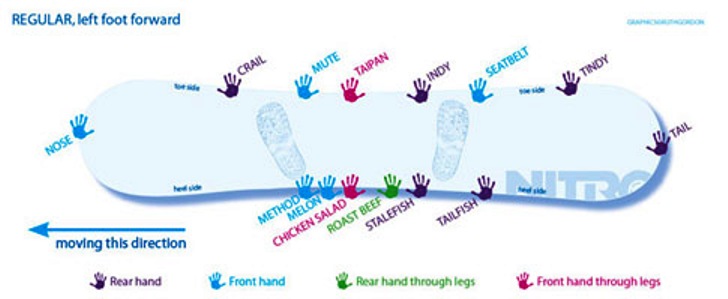 REGULAR, left foot forward
GRAPHICS©RUTHGORDON
CRAIL
MUTE
TAIPAN
INDY
SEATBELT
TINDY
toe side
toe side
NOSE
TAIL
NITRO
heel side
heel side
METHOD
MELON
CHICKEN SALAD
ROAST BEEF
STALEFISH
TAILFISH
moving this direction
Rear hand
Front hand
Rear hand through legs
Front hand through legs